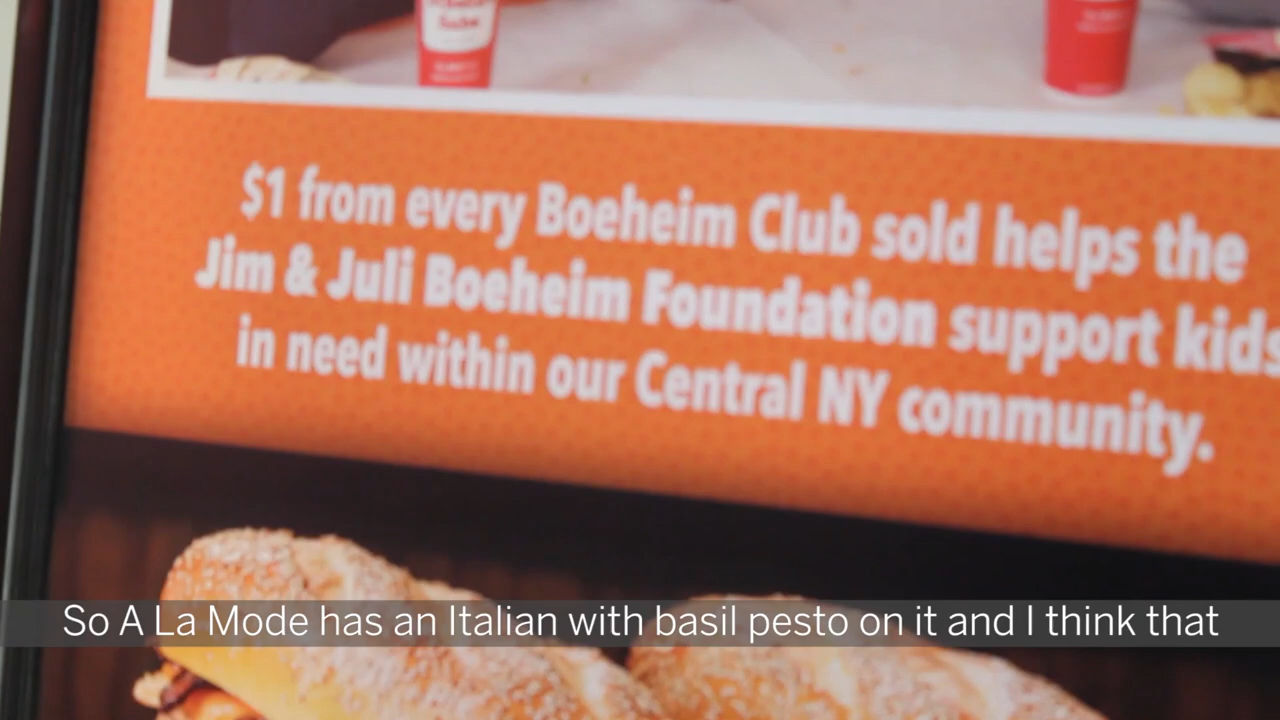 $1 from every Boeheim Club sold helps the
Jim & Juli Boeheim Foundation support kids
in need within our Central NY community.
So A La Mode has an Italian with basil pesto on it and I think that